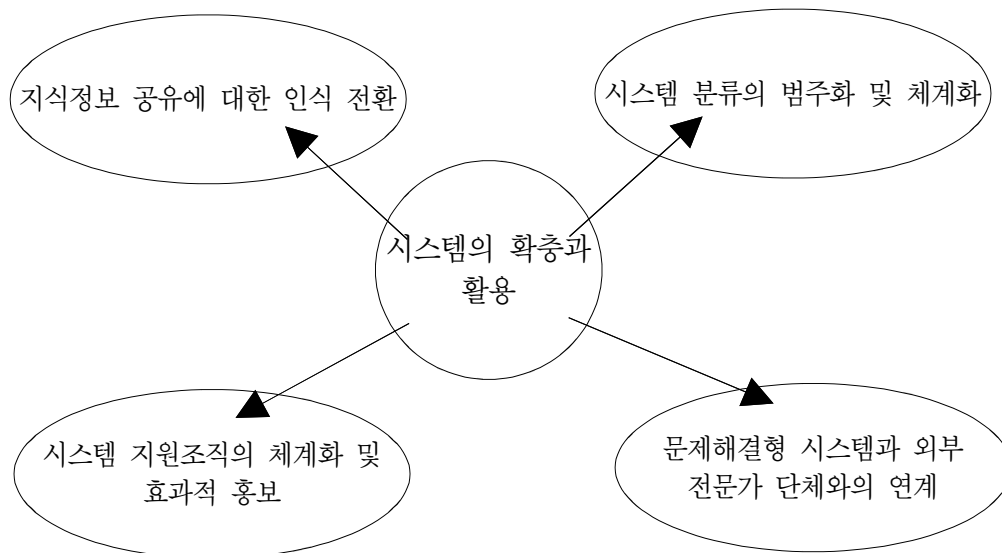 지식정보 공유에 대한 인식 전환
시스템 분류의 범주화 및 체계화
시스템의 확충과
활용
시스템 지원조직의 체계화 및
효과적 홍보
문제해결형 시스템과 외부
전문가 단체와의 연계